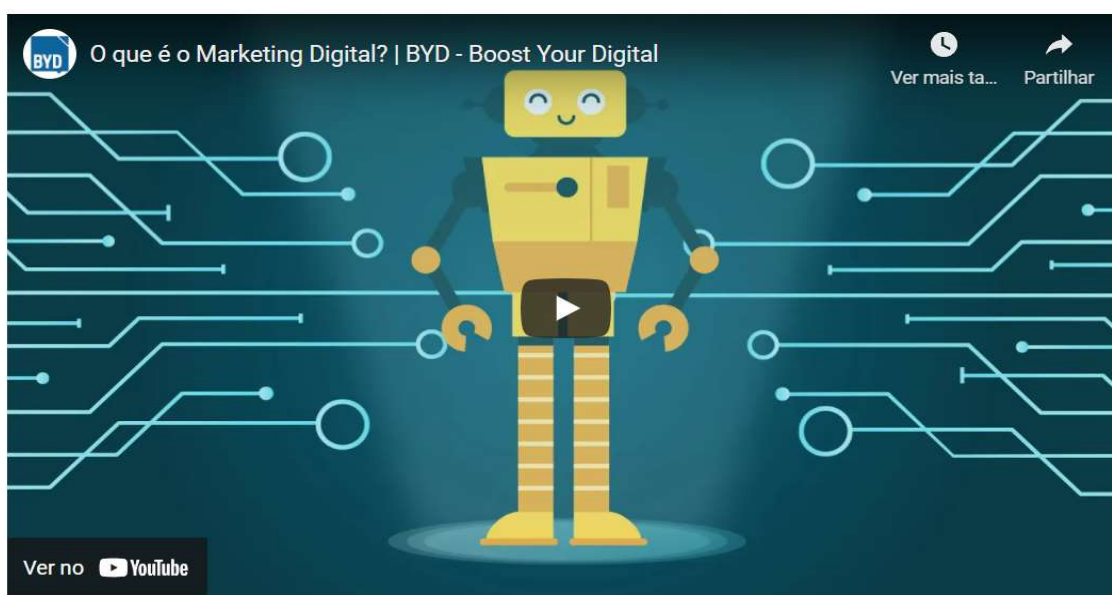 BYD
O que é o Marketing Digital? | BYD - Boost Your Digital
Ver mais ta...
Partilhar
Ver no YouTube